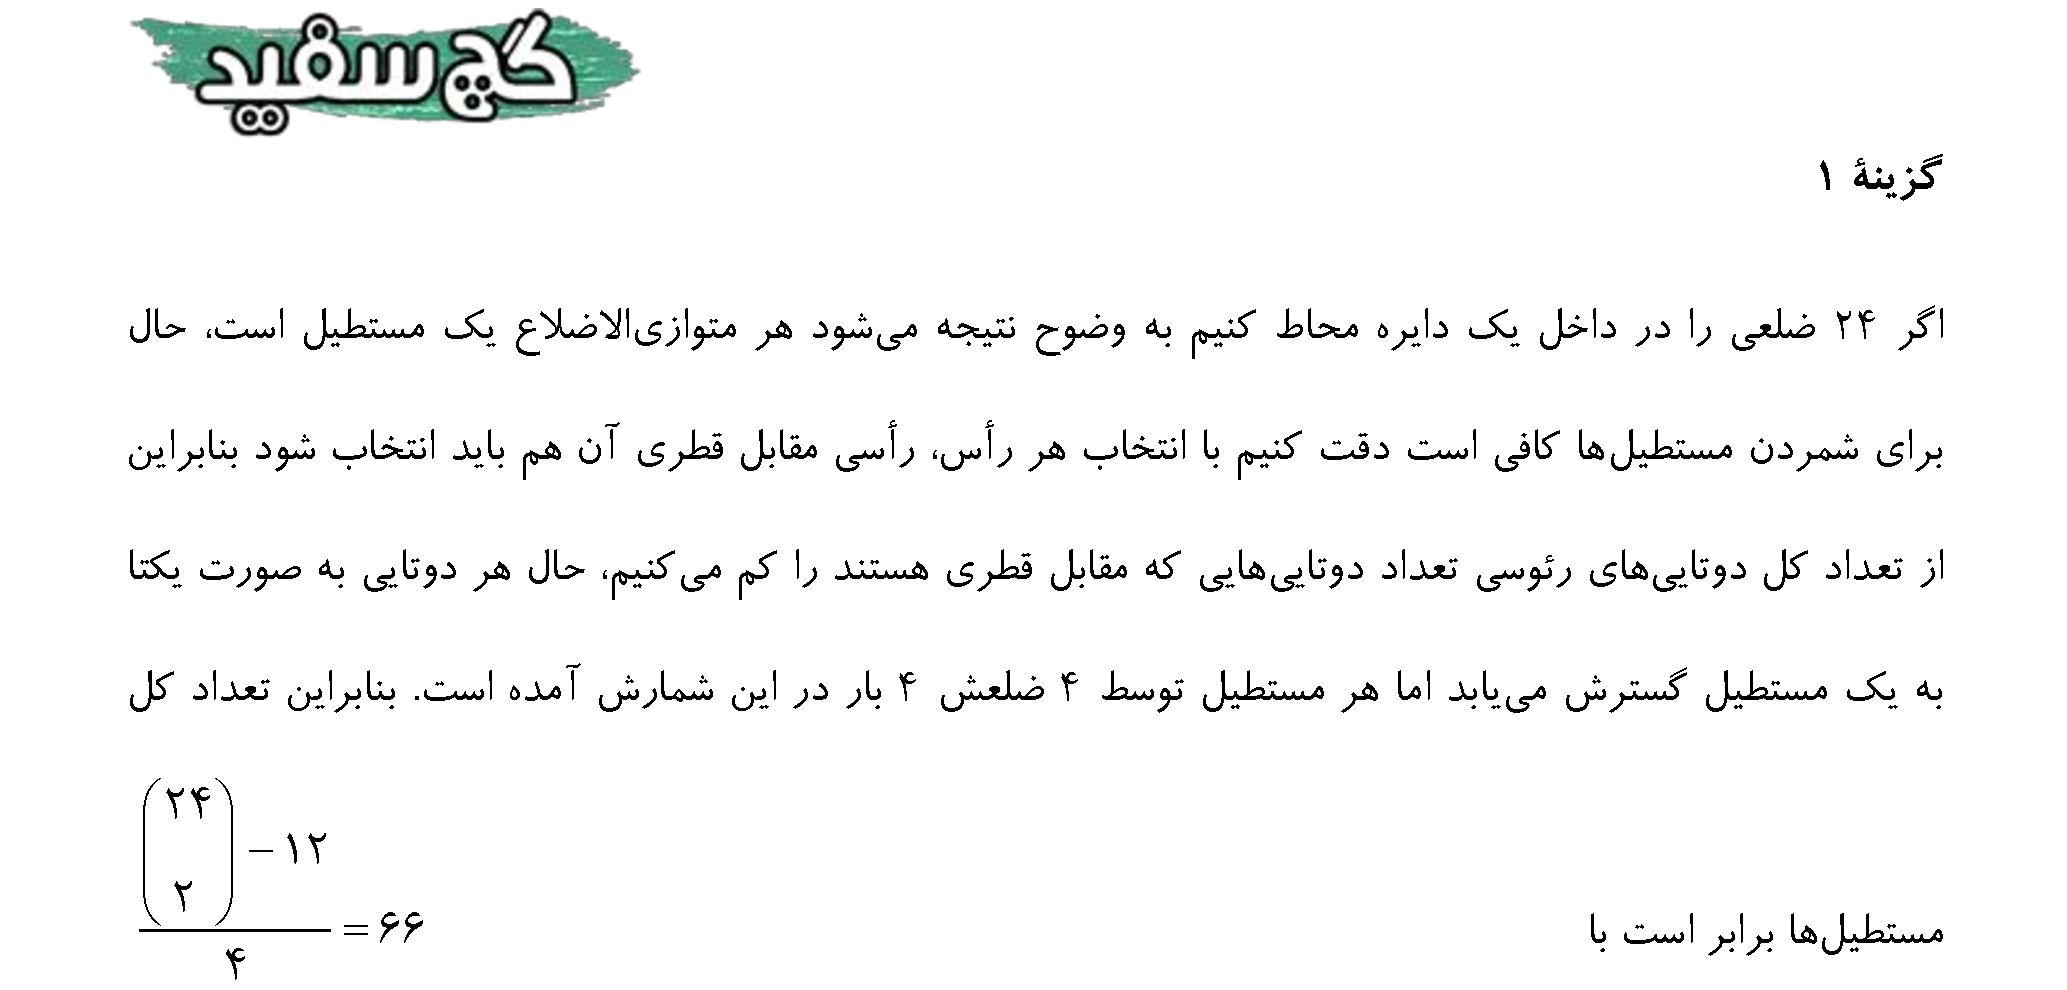 گچ سفید
گزینهٔ ۱
اگر ۲۴ ضلعی را در داخل یک دایره محاط کنیم به وضوح نتیجه می‌شود هر متوازی‌الاضلاع یک مستطیل است، حال
برای شمردن مستطیل‌ها کافی است دقت کنیم با انتخاب هر رأس، رأسی مقابل قطری آن هم باید انتخاب شود بنابراین
از تعداد کل دوتایی‌های رئوسی تعداد دوتایی‌هایی که مقابل قطری هستند را کم می‌کنیم، حال هر دوتایی به صورت یکتا
به یک مستطیل گسترش می‌یابد اما هر مستطیل توسط ۴ ضلعش ۴ بار در این شمارش آمده است. بنابراین تعداد کل
مستطیل‌ها برابر است با (۲۴ ۲) − ۱۲ / ۴ = ۶۶